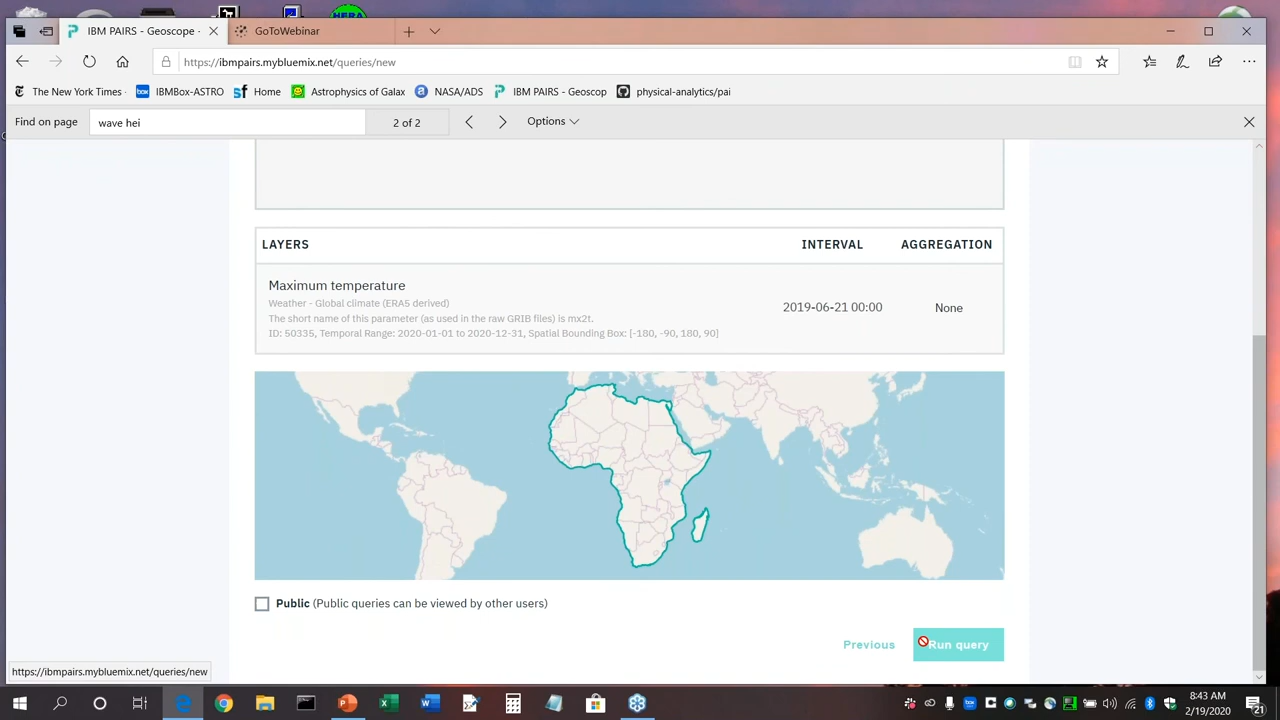 HERA
IBM PAIRS - Geoscope -
GoToWebinar
https://ibmpairs.mybluemix.net/queries/new
The New York Times -
box IBMBox-ASTRO
sf Home
Astrophysics of Galax
a NASA/ADS
IBM PAIRS - Geoscop
physical-analytics/pai
Find on page
wave hei
2 of 2
Options
LAYERS INTERVAL AGGREGATION
Maximum temperature
Weather - Global climate (ERA5 derived)
The short name of this parameter (as used in the raw GRIB files) is mx2t.
ID: 50335, Temporal Range: 2020-01-01 to 2020-12-31, Spatial Bounding Box: [-180, -90, 180, 90]
2019-06-21 00:00
None
Public (Public queries can be viewed by other users)
Previous
Run query
https://ibmpairs.mybluemix.net/queries/new
8:43 AM
2/19/2020
21